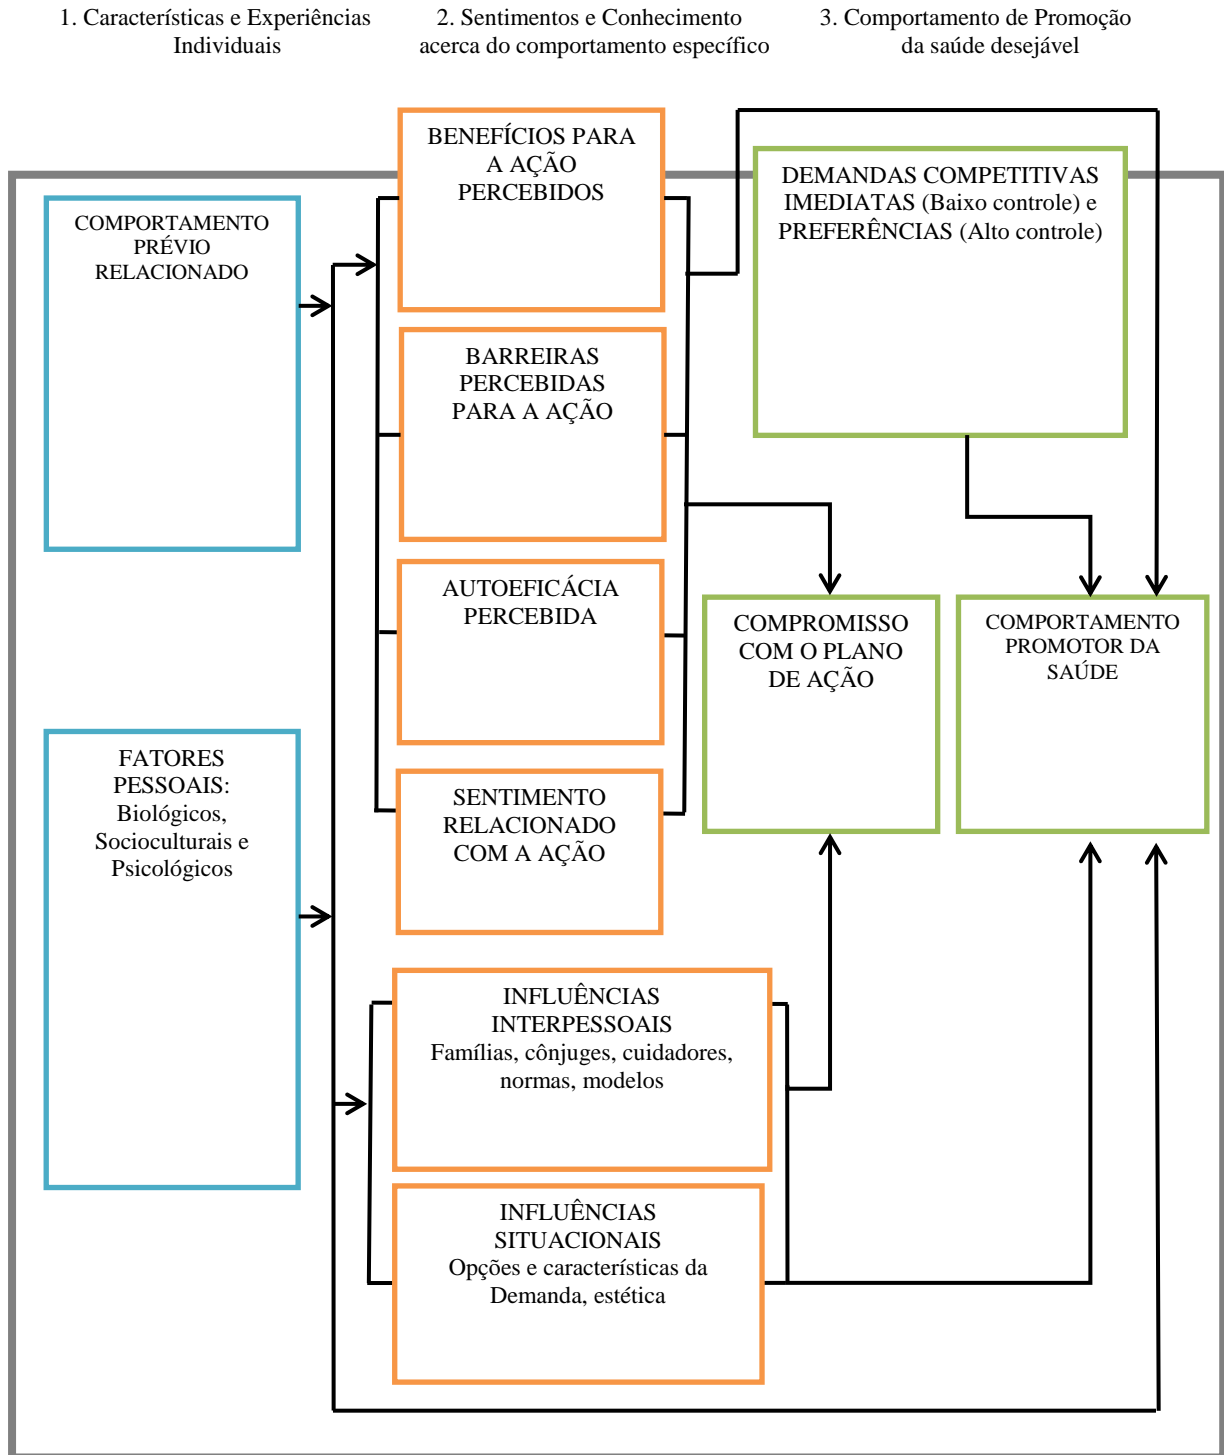 1. Características e Experiências
Individuais
2. Sentimentos e Conhecimento
acerca do comportamento específico
3. Comportamento de Promoção
da saúde desejável
COMPORTAMENTO
PRÉVIO
RELACIONADO
FATORES
PESSOAIS:
Biológicos,
Socioculturais e
Psicológicos
BENEFÍCIOS PARA
A AÇÃO
PERCEBIDOS
BARREIRAS
PERCEBIDAS
PARA A AÇÃO
AUTOEFICÁCIA
PERCEBIDA
SENTIMENTO
RELACIONADO
COM A AÇÃO
INFLUÊNCIAS
INTERPESSOAIS
Famílias, cônjuges, cuidadores,
normas, modelos
INFLUÊNCIAS
SITUACIONAIS
Opções e características da
Demanda, estética
DEMANDAS COMPETITIVAS
IMEDIATAS (Baixo controle) e
PREFERÊNCIAS (Alto controle)
COMPROMISSO
COM O PLANO
DE AÇÃO
COMPORTAMENTO
PROMOTOR DA
SAÚDE